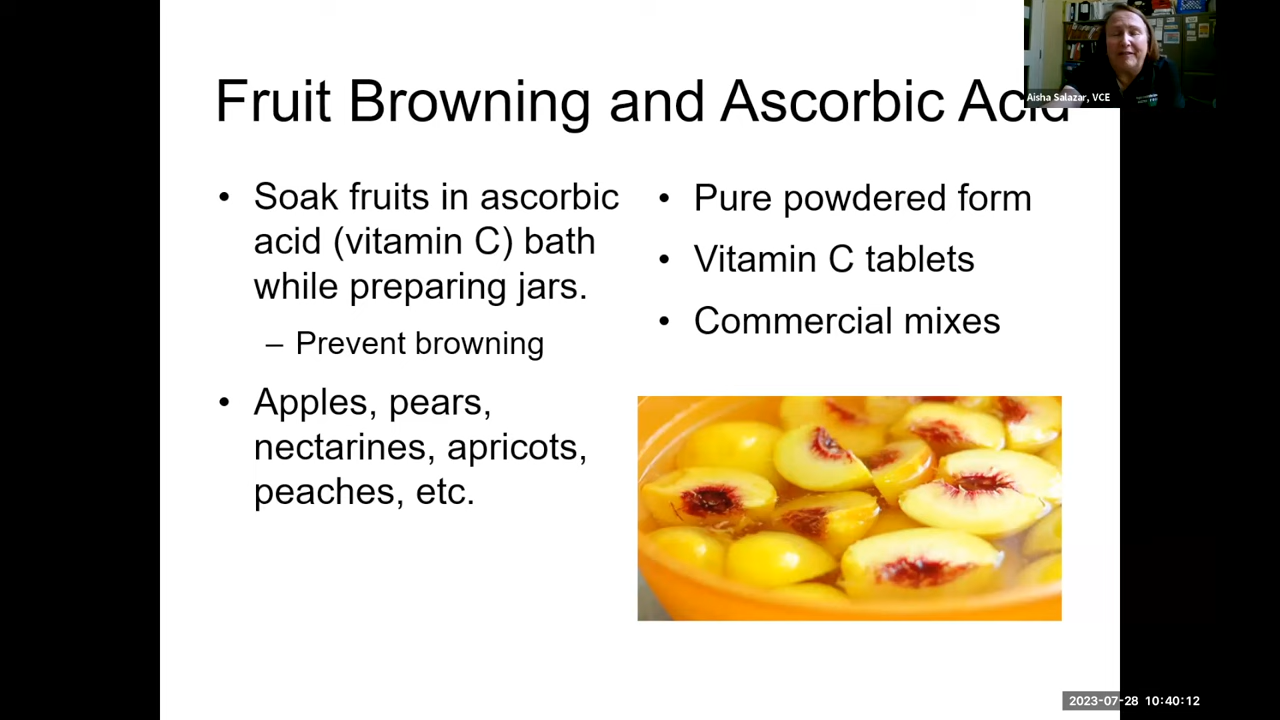 Fruit Browning and Ascorbic Acid
Aisha Salazar, VCE
• Soak fruits in ascorbic
acid (vitamin C) bath
while preparing jars.
– Prevent browning
• Apples, pears,
nectarines, apricots,
peaches, etc.
• Pure powdered form
• Vitamin C tablets
• Commercial mixes
2023-07-28 10:40:12